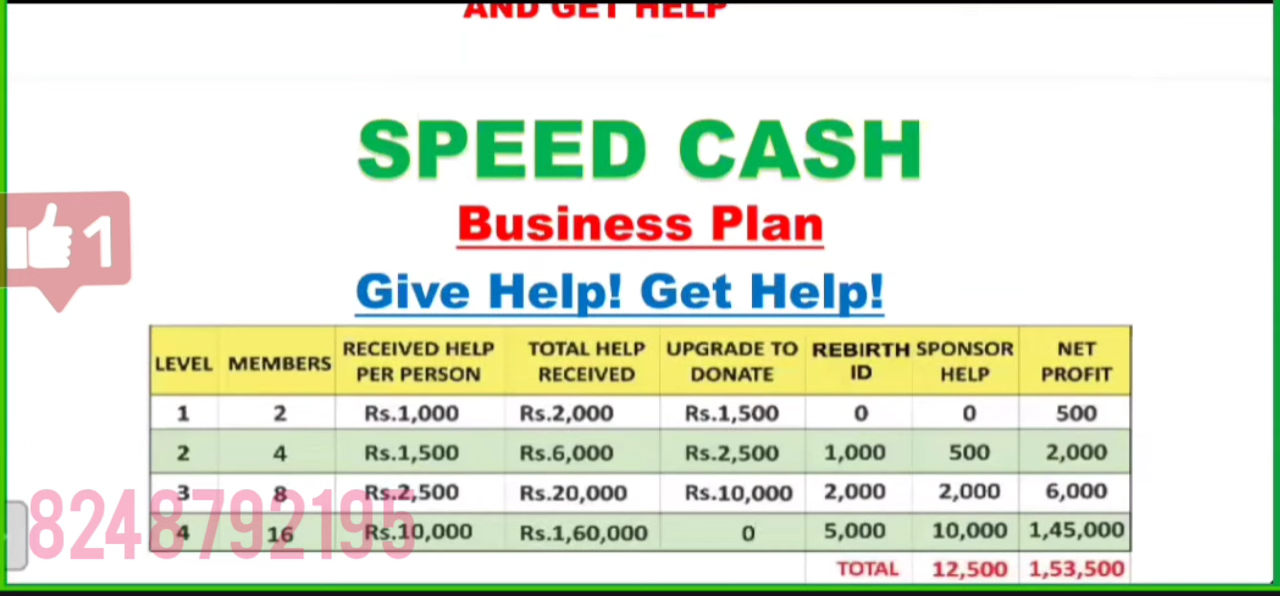 AND GET HELP
SPEED CASH
Business Plan
Give Help! Get Help!
LEVEL MEMBERS RECEIVED HELP PER PERSON TOTAL HELP RECEIVED UPGRADE TO DONATE REBIRTH ID SPONSOR HELP NET PROFIT
1 2 Rs.1,000 Rs.2,000 Rs.1,500 0 0 500
2 4 Rs.1,500 Rs.6,000 Rs.2,500 1,000 500 2,000
3 8 Rs.2,500 Rs.20,000 Rs.10,000 2,000 2,000 6,000
4 16 Rs.10,000 Rs.1,60,000 0 5,000 10,000 1,45,000
TOTAL 12,500 1,53,500
1
8248792195